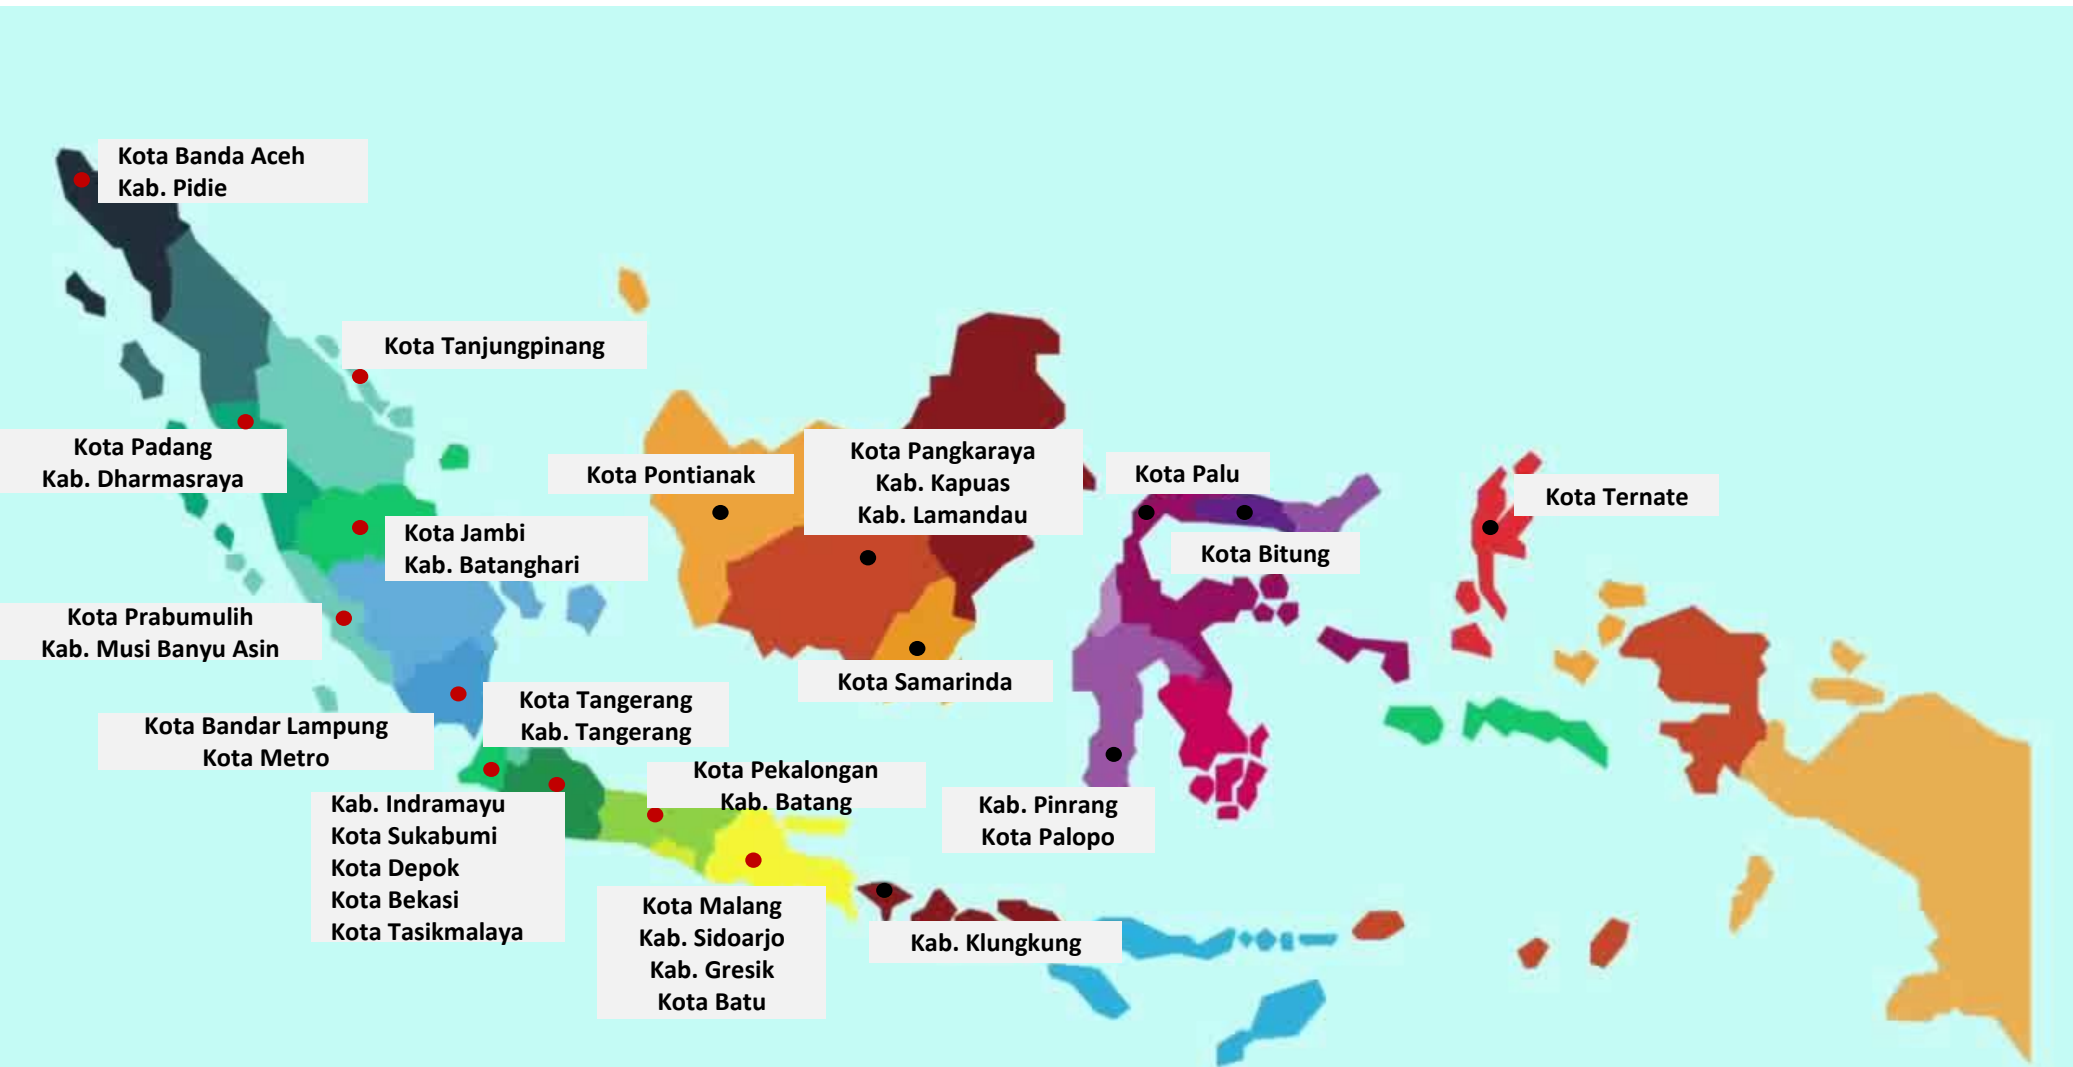 Kota Banda Aceh
Kab. Pidie
Kota Tanjungpinang
Kota Padang
Kab. Dharmasraya
Kota Pontianak
Kota Pangkaraya
Kab. Kapuas
Kab. Lamandau
Kota Palu
Kota Ternate
Kota Jambi
Kab. Batanghari
Kota Bitung
Kota Prabumulih
Kab. Musi Banyu Asin
Kota Samarinda
Kota Tangerang
Kab. Tangerang
Kota Bandar Lampung
Kota Metro
Kota Pekalongan
Kab. Batang
Kab. Indramayu
Kota Sukabumi
Kota Depok
Kota Bekasi
Kota Tasikmalaya
Kab. Pinrang
Kota Palopo
Kota Malang
Kab. Sidoarjo
Kab. Gresik
Kota Batu
Kab. Klungkung